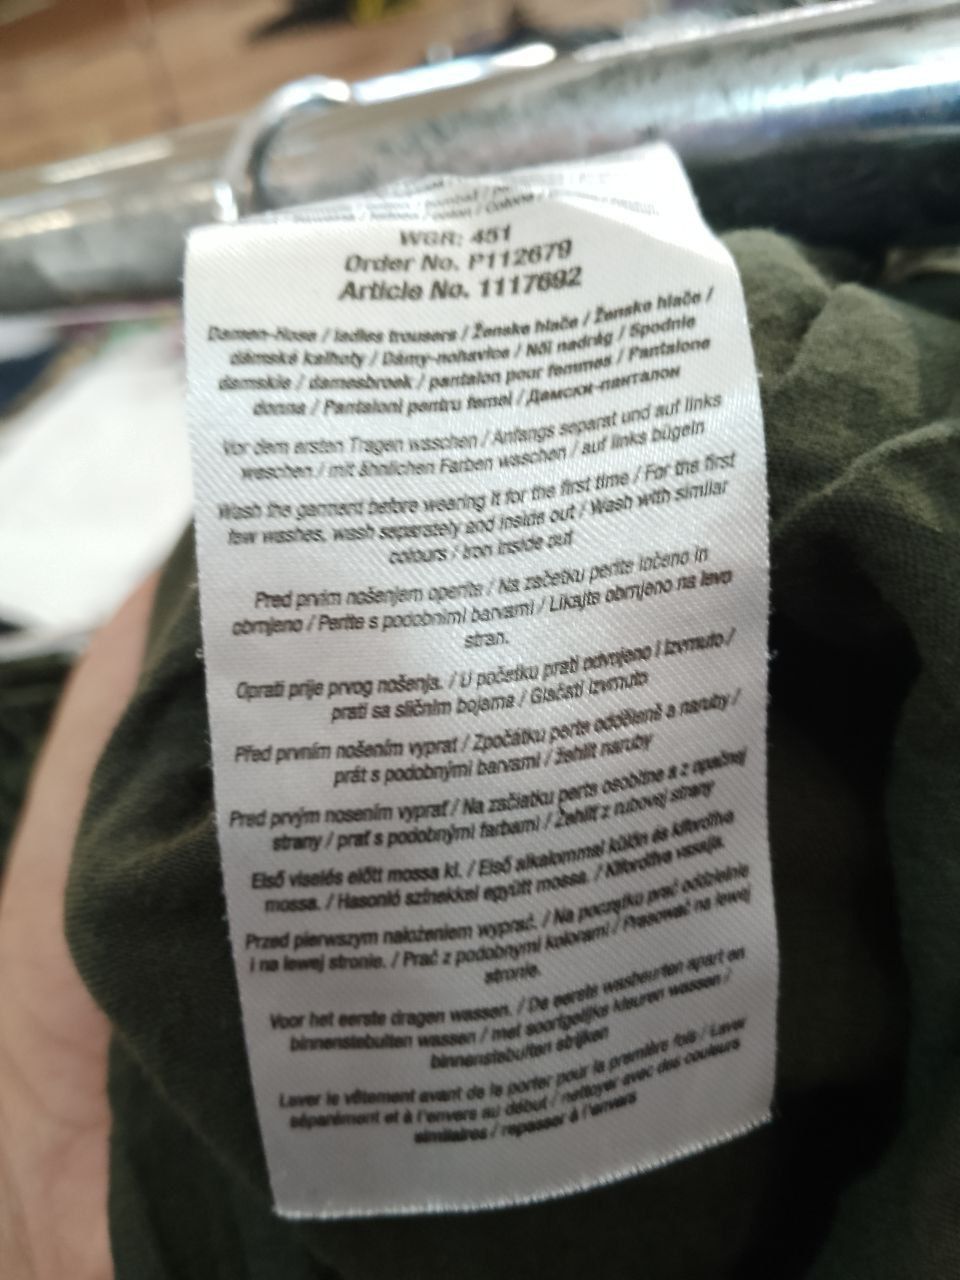 WGR: 451
Order No. P112679
Article No. 1117692
Damen-Hose / ladies trousers / Ženske hlače / Ženske hlače /
dámské kalhoty / Dámy-nohavice / Női nadrág / Spodnie
damskie / damesbroek / pantalon pour femmes / Pantalone
donna / Pantaloni pentru femei / Дамски-панталон
Vor dem ersten Tragen waschen / Anfangs separat und auf links
waschen / mit ähnlichen Farben waschen / auf links bügeln
Wash the garment before wearing it for the first time / For the first
few washes, wash separately and inside out / Wash with similar
colours / Iron inside out
Pred prvim nošenjem operite / Na začetku perite ločeno in
obrnjeno / Perite s podobnimi barvami / Likajte obrnjeno na levo
stran.
Oprati prije prvog nošenja. / U početku prati odvojeno i izvrnuto /
prati sa sličnim bojama / Glačati izvrnuto
Před prvním nošením vyprat / Zpočátku perte odděleně a naruby /
prát s podobnými barvami / žehlit naruby
Pred prvým nosením vyprať / Na začiatku perte osobitne a z opačnej
strany / prať s podobnými farbami / Žehliť z rubovej strany
Első viselés előtt mossa ki. / Első alkalommal külön és kifordítva
mossa. / Hasonló színekkel együtt mossa. / Kifordítva vasalja.
Przed pierwszym nałożeniem wyprać. / Na początku prać oddzielnie
i na lewej stronie. / Prać z podobnymi kolorami / Prasować na lewej
stronie.
Voor het eerste dragen wassen. / De eerste wasbeurten apart en
binnenstebuiten wassen / met soortgelijke kleuren wassen /
binnenstebuiten strijken
Laver le vêtement avant de le porter pour la première fois / Laver
séparément et à l'envers au début / nettoyer avec des couleurs
similaires / repasser à l'envers